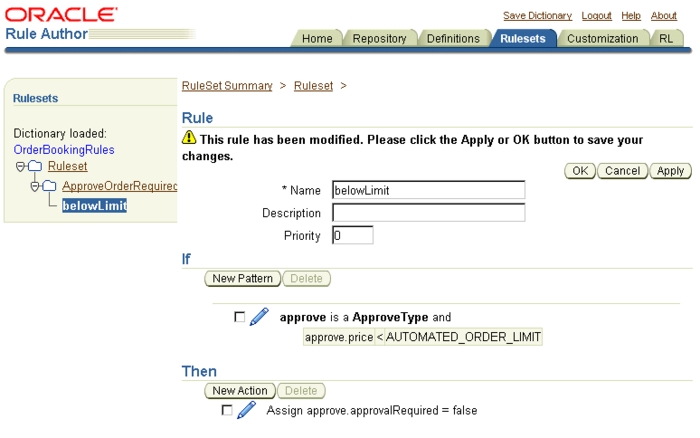 ORACLE
Rule Author
Save Dictionary Logout Help About
Home Repository Definitions Rulesets Customization RL
Rulesets
Dictionary loaded:
OrderBookingRules
Ruleset
ApproveOrderRequired
belowLimit
RuleSet Summary > Ruleset >
Rule
This rule has been modified. Please click the Apply or OK button to save your
changes.
OK Cancel Apply
* Name belowLimit
Description
Priority 0
If
New Pattern Delete
approve is a ApproveType and
approve.price < AUTOMATED_ORDER_LIMIT
Then
New Action Delete
Assign approve.approvalRequired = false